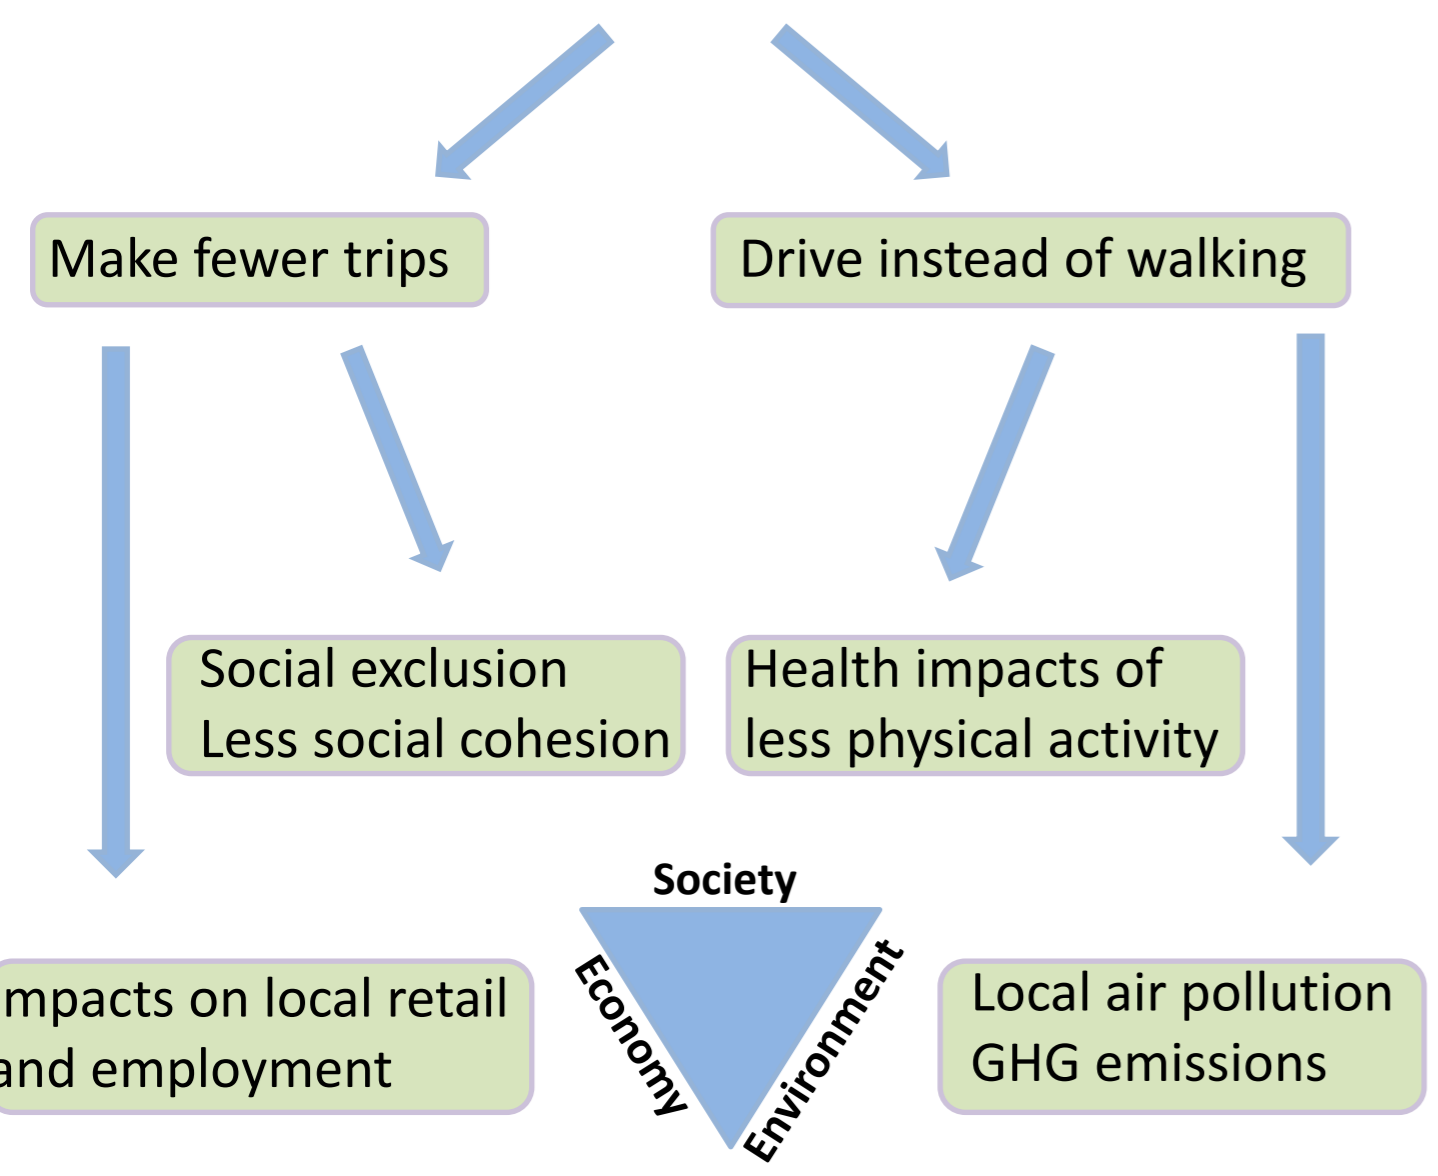 Make fewer trips
Drive instead of walking
Social exclusion
Less social cohesion
Health impacts of
less physical activity
Society
Economy
Environment
mpacts on local retail
and employment
Local air pollution
GHG emissions